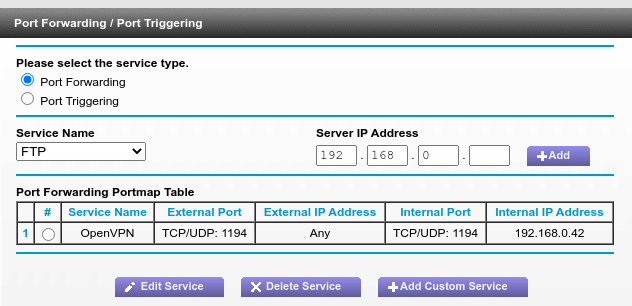 Port Forwarding / Port Triggering
Please select the service type.
Port Forwarding
Port Triggering
Service Name Server IP Address
FTP 192 . 168 . 0 . +Add
Port Forwarding Portmap Table
# Service Name External Port External IP Address Internal Port Internal IP Address
1 OpenVPN TCP/UDP: 1194 Any TCP/UDP: 1194 192.168.0.42
Edit Service Delete Service +Add Custom Service